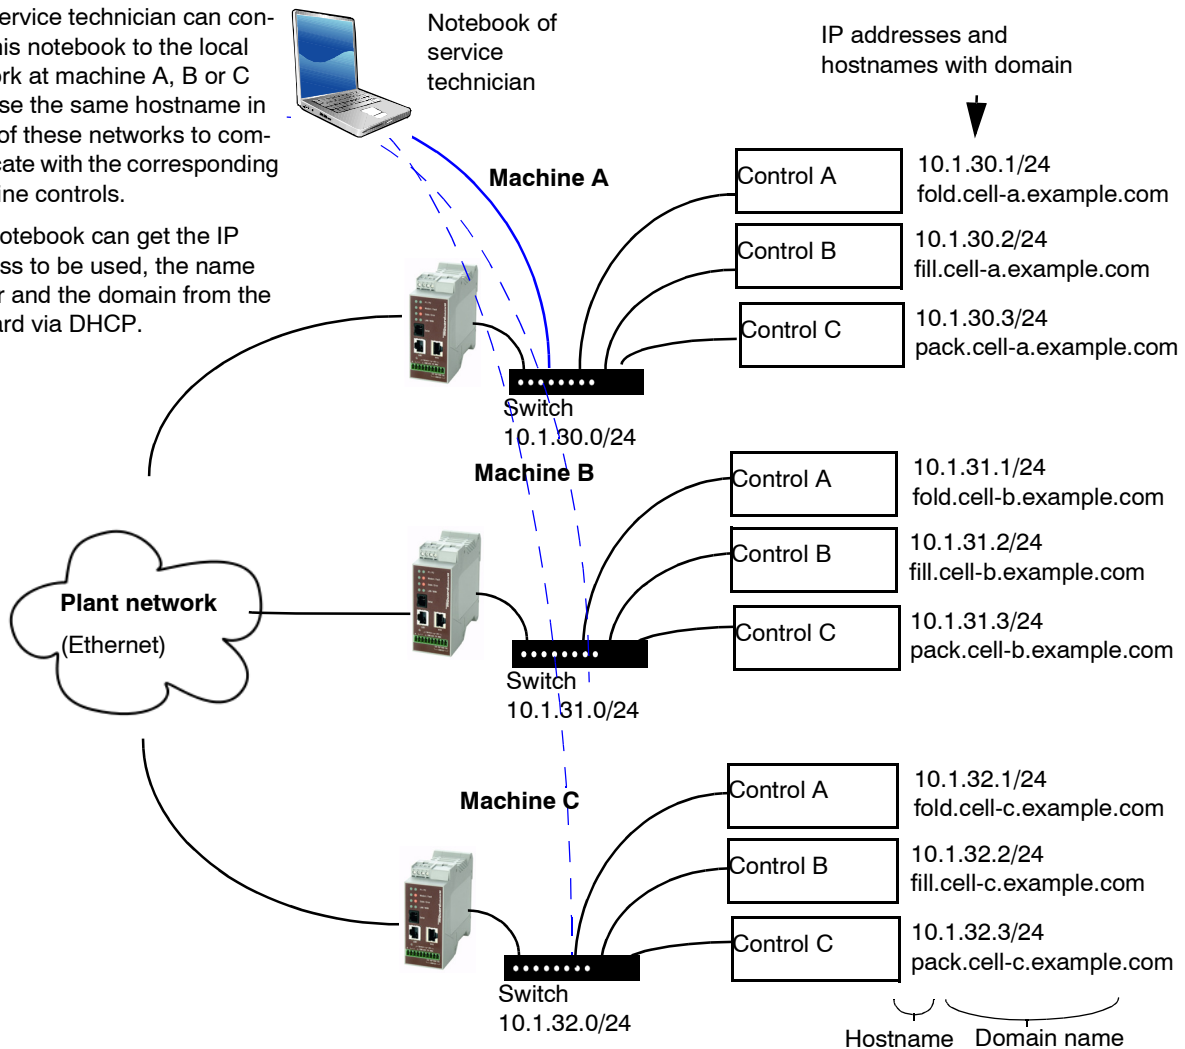 ervice technician can con-
his notebook to the local
rk at machine A, B or C
se the same hostname in
of these networks to com-
cate with the corresponding
ine controls.
otebook can get the IP
ss to be used, the name
r and the domain from the
ard via DHCP.
Notebook of
service
technician
IP addresses and
hostnames with domain
Machine A
Control A
10.1.30.1/24
fold.cell-a.example.com
Control B
10.1.30.2/24
fill.cell-a.example.com
Control C
10.1.30.3/24
pack.cell-a.example.com
Switch
10.1.30.0/24
Machine B
Control A
10.1.31.1/24
fold.cell-b.example.com
Control B
10.1.31.2/24
fill.cell-b.example.com
Control C
10.1.31.3/24
pack.cell-b.example.com
Switch
10.1.31.0/24
Plant network
(Ethernet)
Machine C
Control A
10.1.32.1/24
fold.cell-c.example.com
Control B
10.1.32.2/24
fill.cell-c.example.com
Control C
10.1.32.3/24
pack.cell-c.example.com
Switch
10.1.32.0/24
Hostname
Domain name